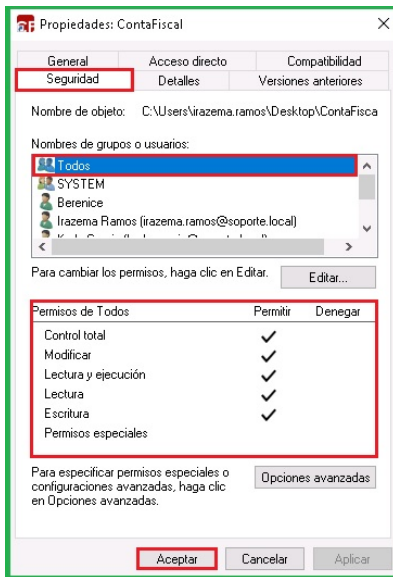 Propiedades: ContaFiscal
General Acceso directo Compatibilidad
Seguridad Detalles Versiones anteriores
Nombre de objeto: C:\Users\irazema.ramos\Desktop\ContaFisca
Nombres de grupos o usuarios:
Todos
SYSTEM
Berenice
Irazema Ramos (irazema.ramos@soporte.local)
Para cambiar los permisos, haga clic en Editar. Editar...
Permisos de Todos Permitir Denegar
Control total
Modificar
Lectura y ejecución
Lectura
Escritura
Permisos especiales
Para especificar permisos especiales o
configuraciones avanzadas, haga clic
en Opciones avanzadas.
Opciones avanzadas
Aceptar Cancelar Aplicar